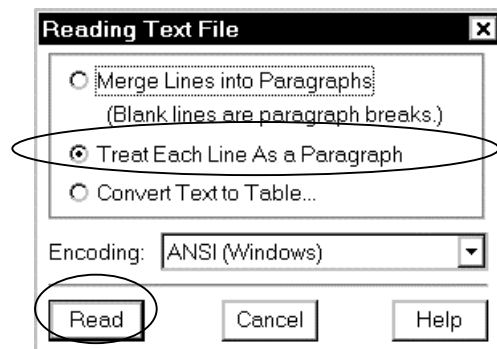 Reading Text File
Merge Lines into Paragraphs
(Blank lines are paragraph breaks.)
Treat Each Line As a Paragraph
Convert Text to Table...
Encoding: ANSI (Windows)
Read Cancel Help